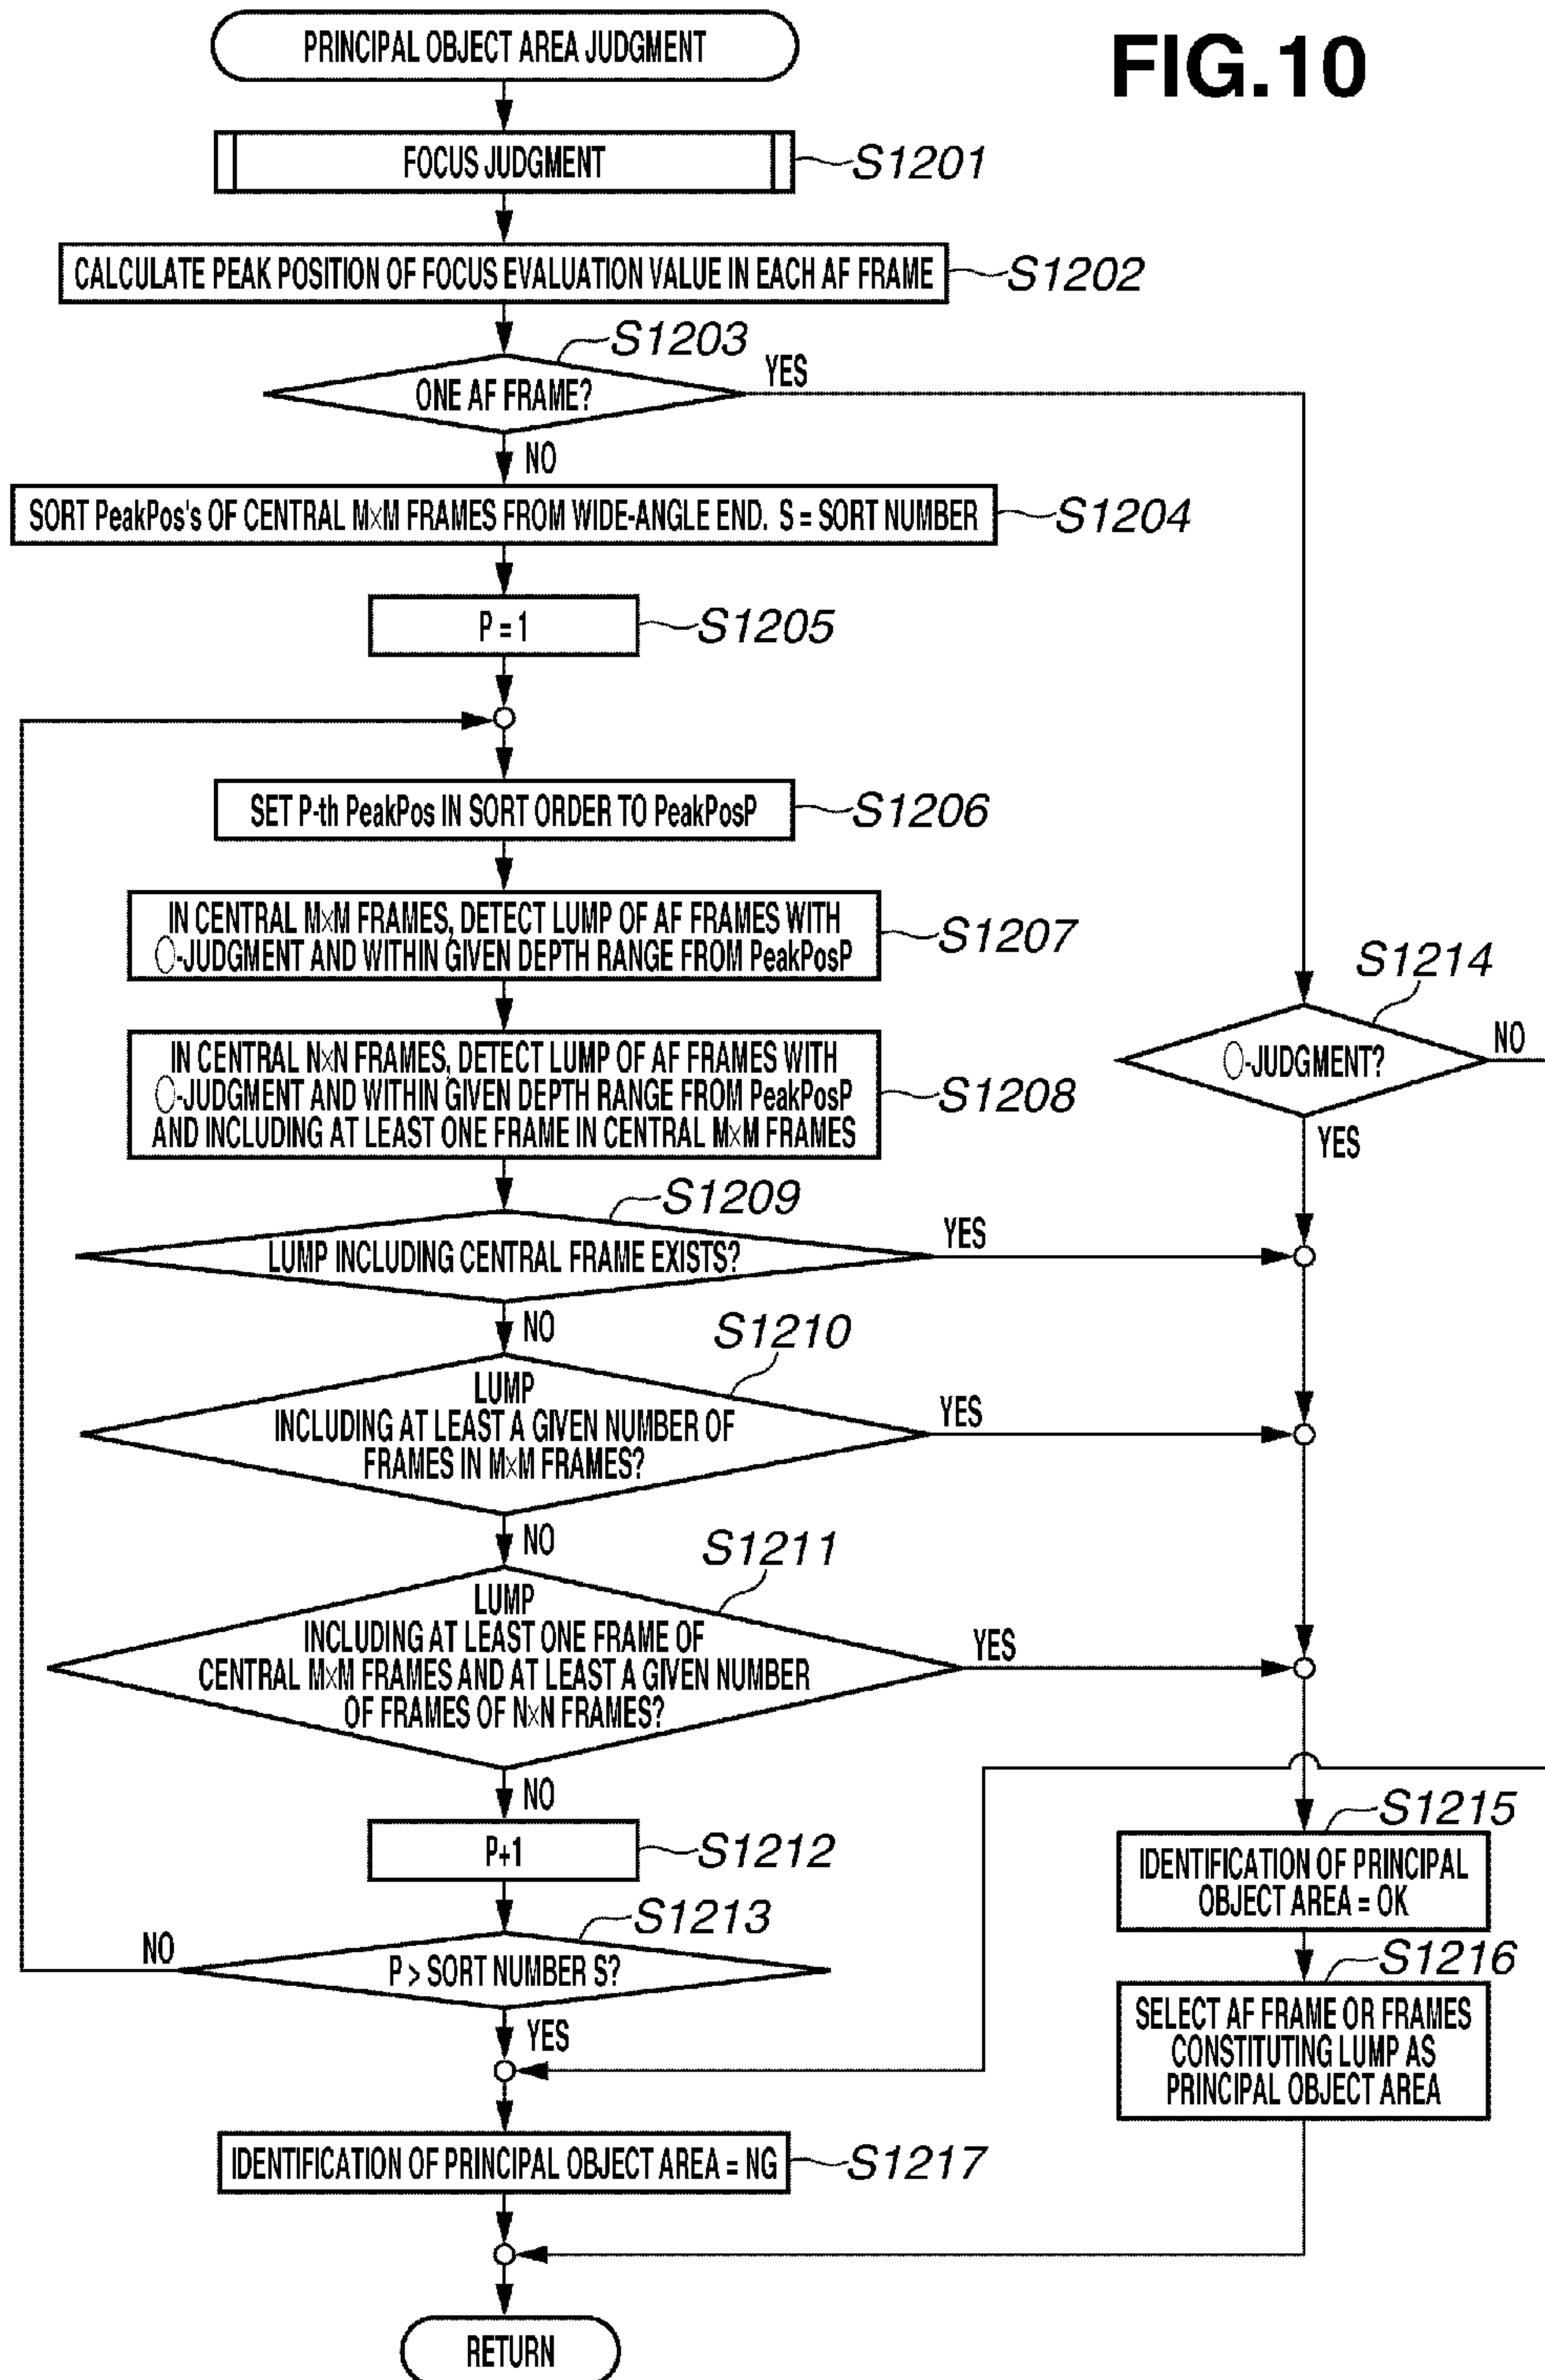 FIG.10
PRINCIPAL OBJECT AREA JUDGMENT
FOCUS JUDGMENT
S1201
CALCULATE PEAK POSITION OF FOCUS EVALUATION VALUE IN EACH AF FRAME
S1202
S1203
ONE AF FRAME?
YES
NO
SORT PeakPos's OF CENTRAL M×M FRAMES FROM WIDE-ANGLE END. S = SORT NUMBER
S1204
P = 1
S1205
SET P-th PeakPos IN SORT ORDER TO PeakPosP
S1206
IN CENTRAL M×M FRAMES, DETECT LUMP OF AF FRAMES WITH
○-JUDGMENT AND WITHIN GIVEN DEPTH RANGE FROM PeakPosP
S1207
IN CENTRAL N×N FRAMES, DETECT LUMP OF AF FRAMES WITH
○-JUDGMENT AND WITHIN GIVEN DEPTH RANGE FROM PeakPosP
AND INCLUDING AT LEAST ONE FRAME IN CENTRAL M×M FRAMES
S1208
S1214
○-JUDGMENT?
NO
YES
S1209
LUMP INCLUDING CENTRAL FRAME EXISTS?
YES
NO
S1210
LUMP
INCLUDING AT LEAST A GIVEN NUMBER OF
FRAMES IN M×M FRAMES?
YES
NO
S1211
LUMP
INCLUDING AT LEAST ONE FRAME OF
CENTRAL M×M FRAMES AND AT LEAST A GIVEN NUMBER
OF FRAMES OF N×N FRAMES?
YES
NO
P+1
S1212
S1213
P > SORT NUMBER S?
NO
YES
S1215
IDENTIFICATION OF PRINCIPAL
OBJECT AREA = OK
S1216
SELECT AF FRAME OR FRAMES
CONSTITUTING LUMP AS
PRINCIPAL OBJECT AREA
IDENTIFICATION OF PRINCIPAL OBJECT AREA = NG
S1217
RETURN